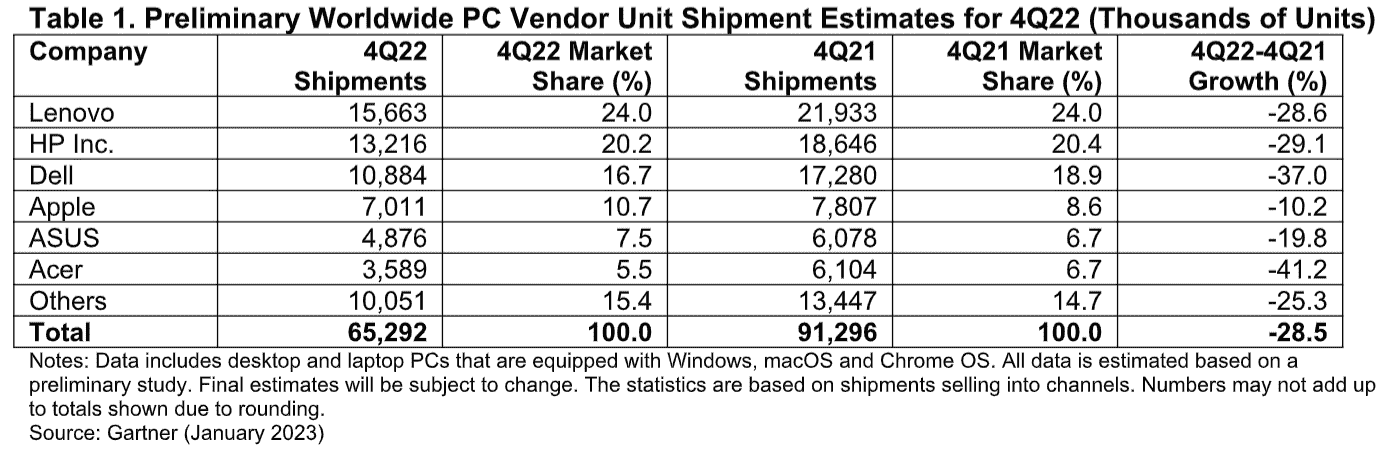 Table 1. Preliminary Worldwide PC Vendor Unit Shipment Estimates for 4Q22 (Thousands of Units)
Company 4Q22 Shipments 4Q22 Market Share (%) 4Q21 Shipments 4Q21 Market Share (%) 4Q22-4Q21 Growth (%)
Lenovo 15,663 24.0 21,933 24.0 -28.6
HP Inc. 13,216 20.2 18,646 20.4 -29.1
Dell 10,884 16.7 17,280 18.9 -37.0
Apple 7,011 10.7 7,807 8.6 -10.2
ASUS 4,876 7.5 6,078 6.7 -19.8
Acer 3,589 5.5 6,104 6.7 -41.2
Others 10,051 15.4 13,447 14.7 -25.3
Total 65,292 100.0 91,296 100.0 -28.5
Notes: Data includes desktop and laptop PCs that are equipped with Windows, macOS and Chrome OS. All data is estimated based on a
preliminary study. Final estimates will be subject to change. The statistics are based on shipments selling into channels. Numbers may not add up
to totals shown due to rounding.
Source: Gartner (January 2023)